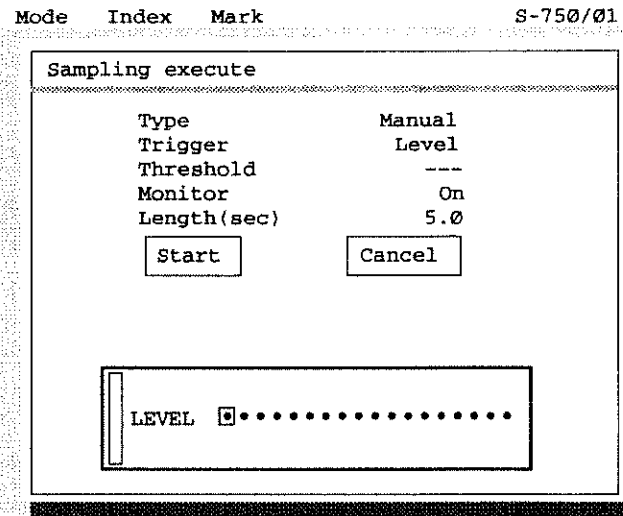 Mode Index Mark S-750/01
Sampling execute
Type Manual
Trigger Level
Threshold ---
Monitor On
Length(sec) 5.0
Start Cancel
LEVEL